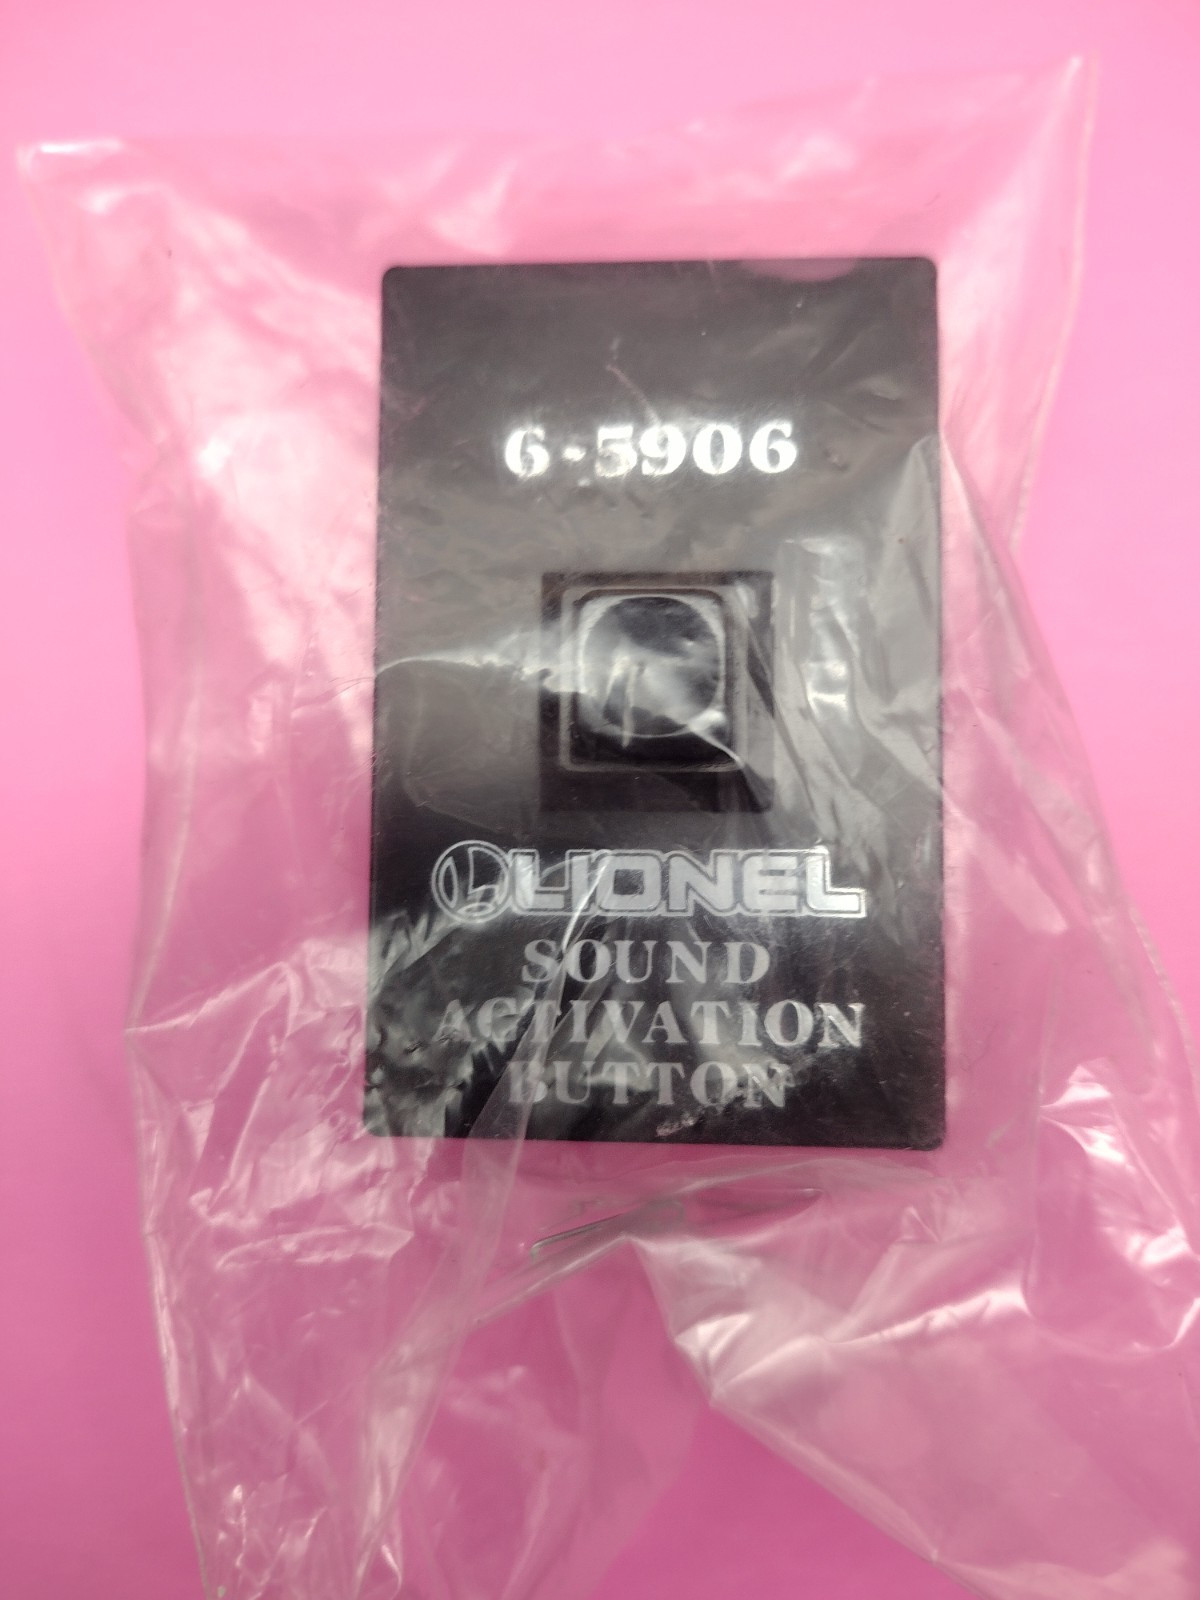 6-5906
LIONEL
SOUND
ACTIVATION
BUTTON